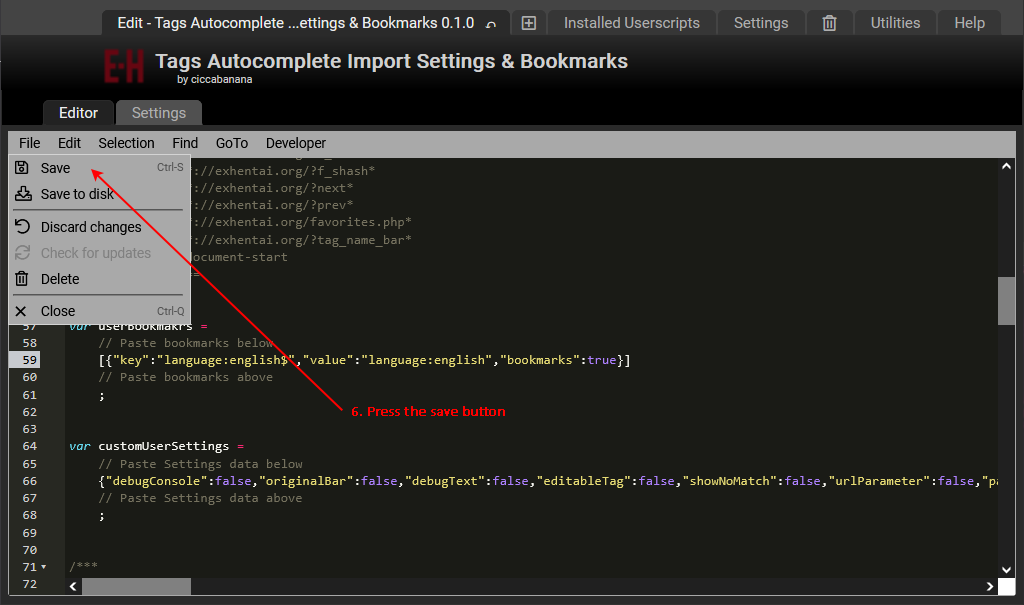 Edit - Tags Autocomplete ...ettings & Bookmarks 0.1.0
Installed Userscripts
Settings
Utilities
Help
E-H
Tags Autocomplete Import Settings & Bookmarks
by ciccabanana
Editor
Settings
File
Edit
Selection
Find
GoTo
Developer
Save Ctrl-S
Save to disk
Discard changes
Check for updates
Delete
Close Ctrl-Q
://exhentai.org/?f_shash*
://exhentai.org/?next*
://exhentai.org/?prev*
://exhentai.org/favorites.php*
://exhentai.org/?tag_name_bar*
ocument-start
==
57 var userBookmakrs =
58 // Paste bookmarks below
59 [{"key":"language:english$","value":"language:english","bookmarks":true}]
60 // Paste bookmarks above
61 ;
6. Press the save button
62
63
64 var customUserSettings =
65 // Paste Settings data below
66 {"debugConsole":false,"originalBar":false,"debugText":false,"editableTag":false,"showNoMatch":false,"urlParameter":false,"pa
67 // Paste Settings data above
68 ;
69
70
71 /***
72